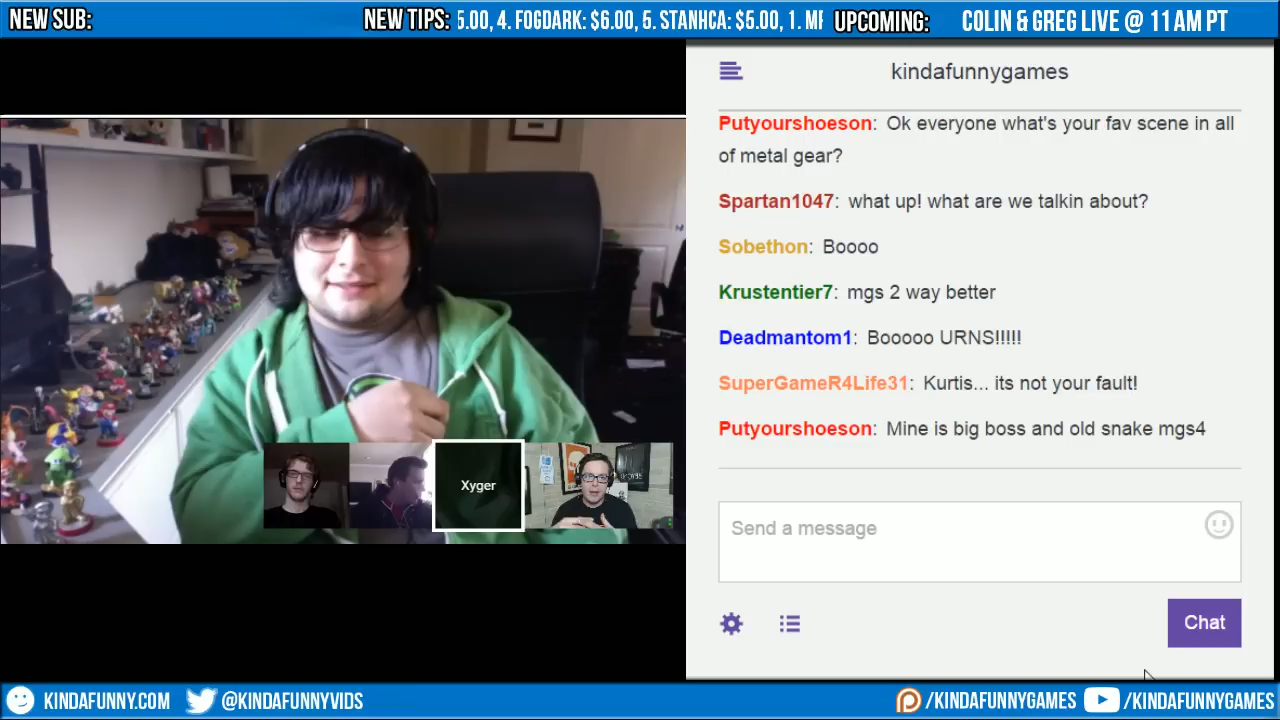 NEW SUB:
NEW TIPS: 5.00, 4. FOGDARK: $6.00, 5. STANHCA: $5.00, 1.
UPCOMING: COLIN & GREG LIVE @ 11 AM PT
kindafunnygames
Putyourshoeson: Ok everyone what's your fav scene in all
of metal gear?
Spartan1047: what up! what are we talkin about?
Sobethon: Boooo
Krustentier7: mgs 2 way better
Deadmantom1: Booooo URNS!!!!!
SuperGameR4Life31: Kurtis... its not your fault!
Putyourshoeson: Mine is big boss and old snake mgs4
Xyger
Send a message
Chat
KINDAFUNNY.COM
@KINDAFUNNYVIDS
/KINDAFUNNYGAMES
/KINDAFUNNYGAMES